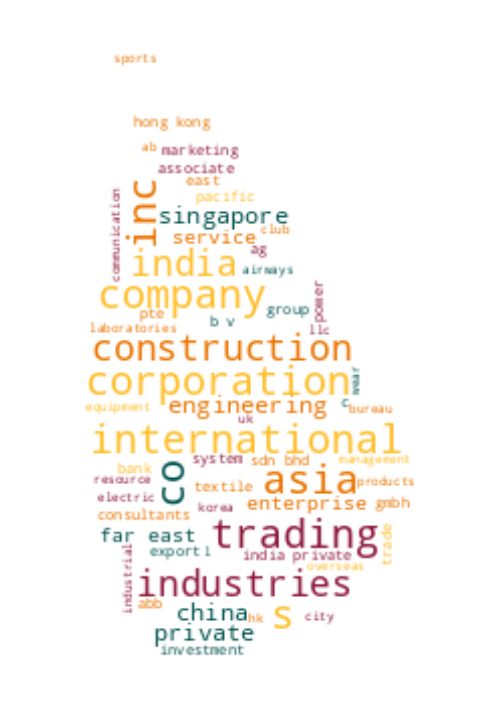 sports
hong kong
ab marketing
associate
east
communication
inc
pacific
singapore
club
service
ag
india
airways
company
power
group
pte
b v
laboratories
llc
construction
corporation
wear
equipment
engineering
c
bureau
uk
international
co
system
sdn bhd
management
bank
asia
resource
products
textile
electric
enterprise
gmbh
korea
consultants
trading
far east
trade
export l
india private
industrial
overseas
industries
abb
china
hk
s
city
private
investment